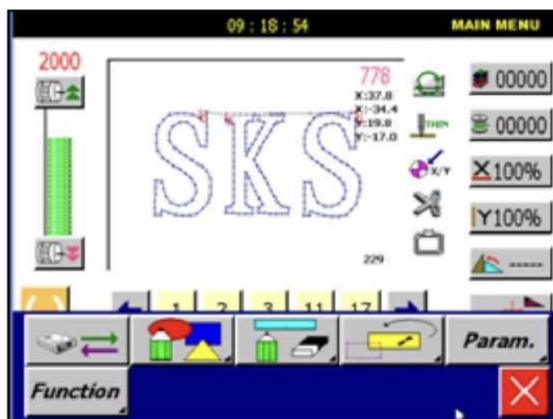 09 : 18 : 54
MAIN MENU
2000
778
X:37.8
X:-34.4
Y:19.8
Y:-17.0
SKS
229
THIN
X/Y
00000
00000
X100%
Y100%
-----
1 2 3 11 17
Param.
Function